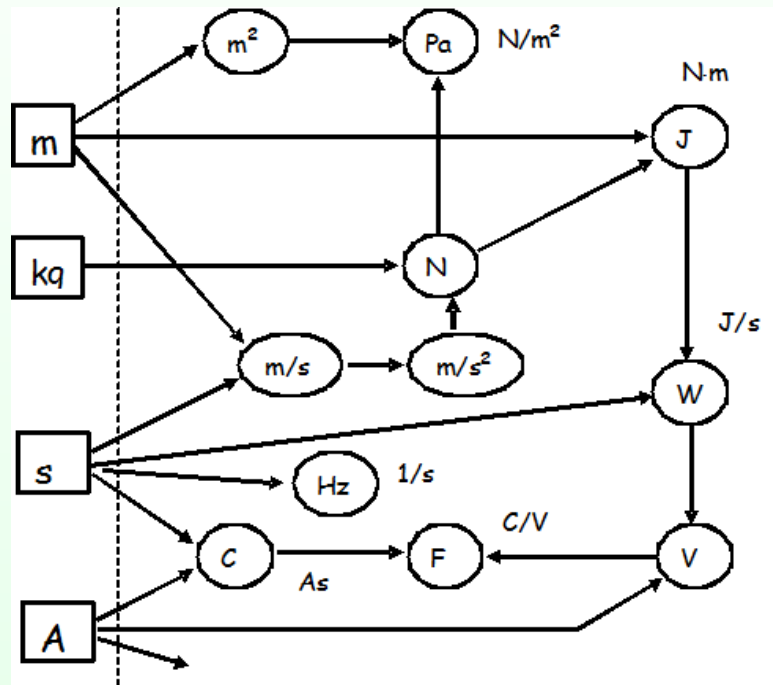 m² Pa N/m²
N·m
m J
kq N
J/s
m/s m/s²
W
s Hz 1/s
C/V
C F V
As
A